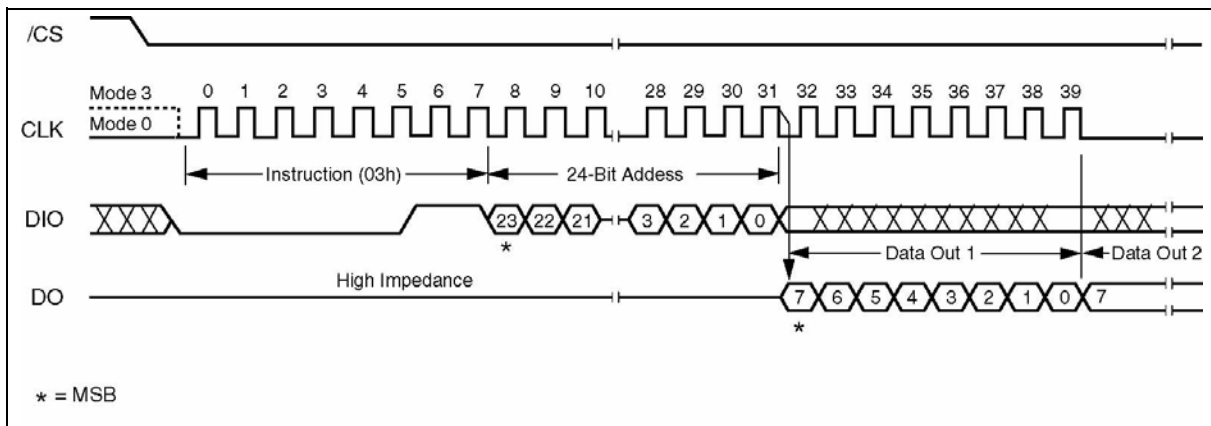 /CS
Mode 3
0 1 2 3 4 5 6 7 8 9 10 28 29 30 31 32 33 34 35 36 37 38 39
CLK
Mode 0
Instruction (03h)
24-Bit Addess
DIO
23 22 21 3 2 1 0
*
Data Out 1
Data Out 2
High Impedance
DO
7 6 5 4 3 2 1 0 7
*
* = MSB